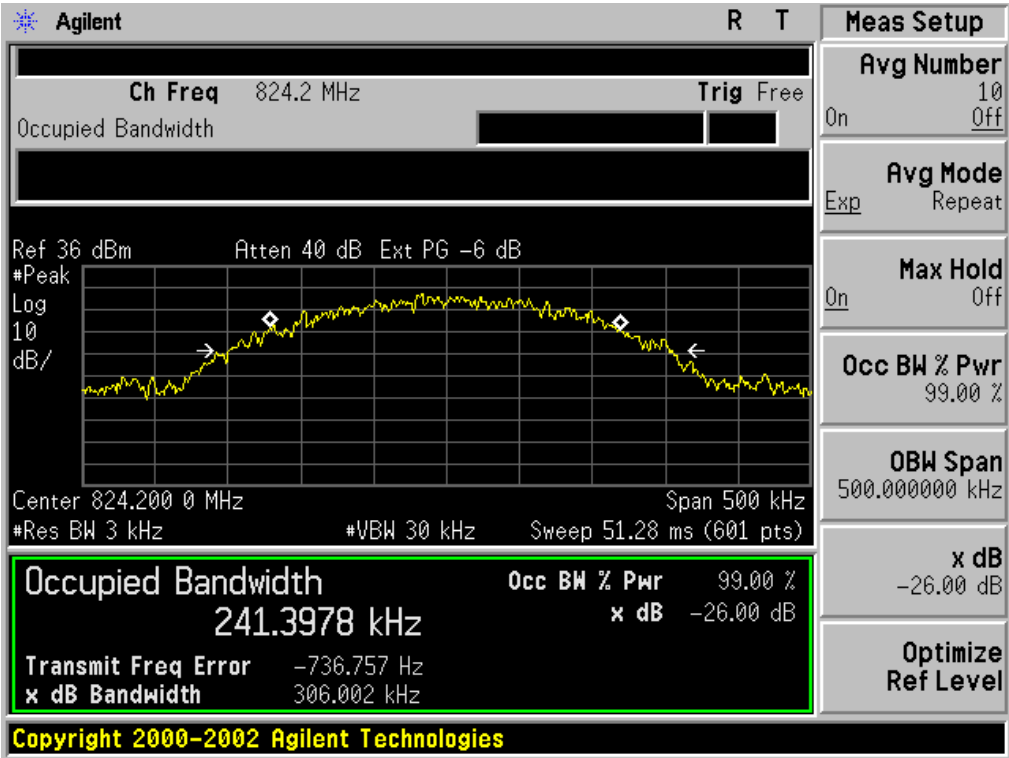 Agilent R T
Ch Freq 824.2 MHz Trig Free
Occupied Bandwidth
Ref 36 dBm Atten 40 dB Ext PG -6 dB
#Peak
Log
10
dB/
Center 824.200 0 MHz Span 500 kHz
#Res BW 3 kHz #VBW 30 kHz Sweep 51.28 ms (601 pts)
Occupied Bandwidth Occ BW % Pwr 99.00 %
241.3978 kHz x dB -26.00 dB
Transmit Freq Error -736.757 Hz
x dB Bandwidth 306.002 kHz
Copyright 2000-2002 Agilent Technologies
Meas Setup
Avg Number
10
On Off
Avg Mode
Exp Repeat
Max Hold
On Off
Occ BW % Pwr
99.00 %
OBW Span
500.000000 kHz
x dB
-26.00 dB
Optimize
Ref Level